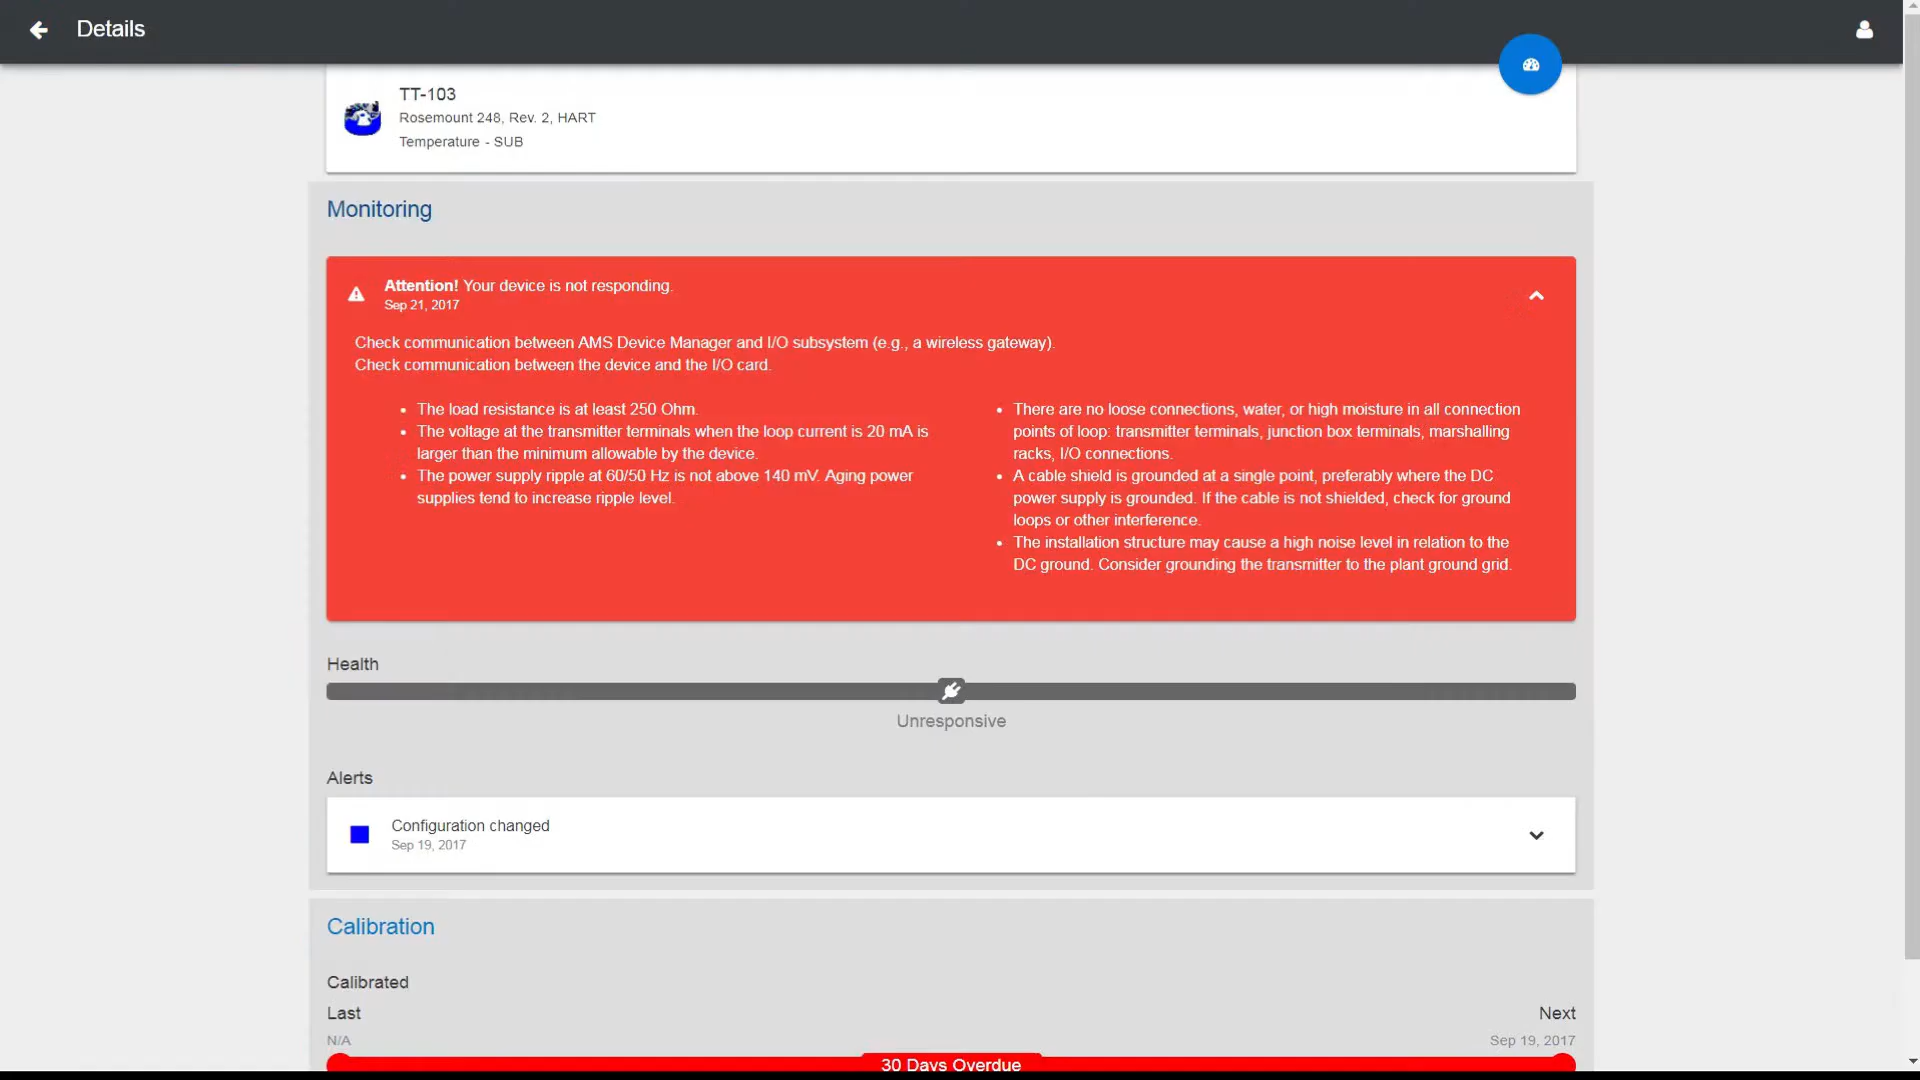 Details
TT-103
Rosemount 248, Rev. 2, HART
Temperature - SUB
Monitoring
Attention! Your device is not responding.
Sep 21, 2017
Check communication between AMS Device Manager and I/O subsystem (e.g., a wireless gateway).
Check communication between the device and the I/O card.
• The load resistance is at least 250 Ohm.
• The voltage at the transmitter terminals when the loop current is 20 mA is
larger than the minimum allowable by the device.
• The power supply ripple at 60/50 Hz is not above 140 mV. Aging power
supplies tend to increase ripple level.
• There are no loose connections, water, or high moisture in all connection
points of loop: transmitter terminals, junction box terminals, marshalling
racks, I/O connections.
• A cable shield is grounded at a single point, preferably where the DC
power supply is grounded. If the cable is not shielded, check for ground
loops or other interference.
• The installation structure may cause a high noise level in relation to the
DC ground. Consider grounding the transmitter to the plant ground grid.
Health
Unresponsive
Alerts
Configuration changed
Sep 19, 2017
Calibration
Calibrated
Last
Next
N/A
Sep 19, 2017
30 Days Overdue